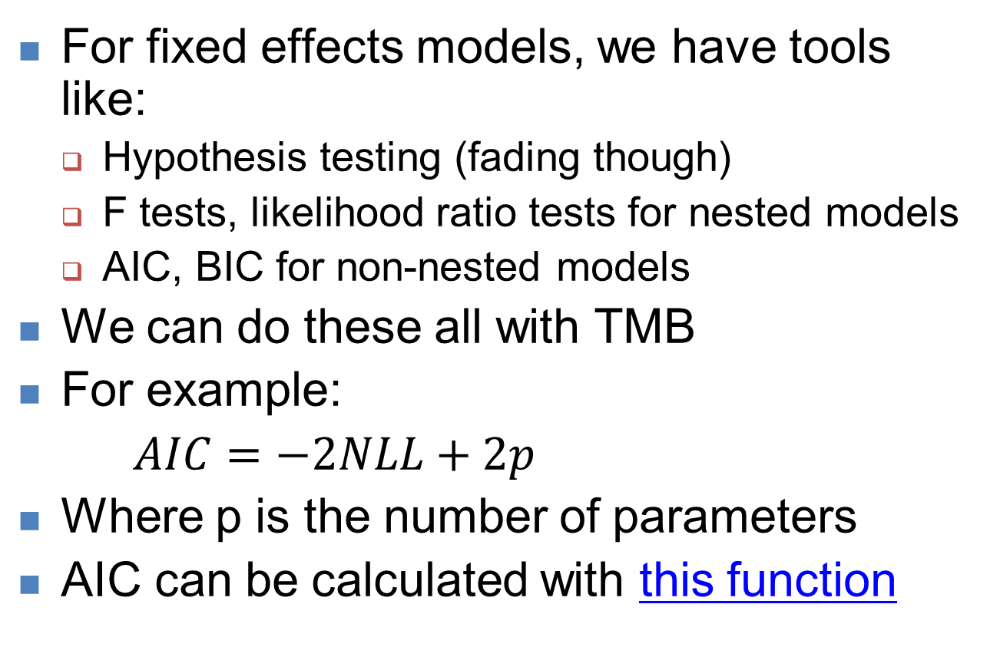 For fixed effects models, we have tools
like:
Hypothesis testing (fading though)
F tests, likelihood ratio tests for nested models
AIC, BIC for non-nested models
We can do these all with TMB
For example:
AIC = −2NLL + 2p
Where p is the number of parameters
AIC can be calculated with this function